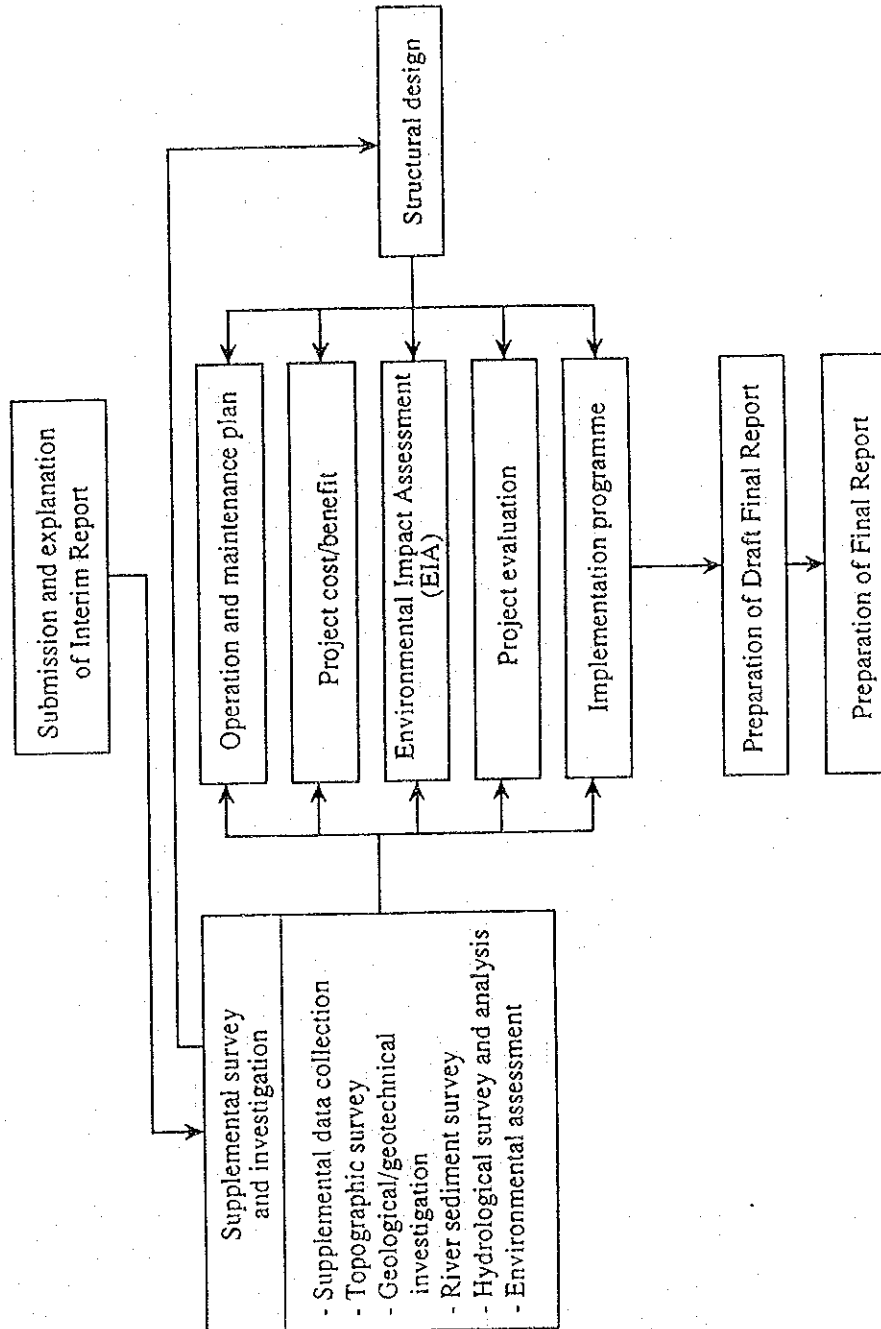 Submission and explanation
of Interim Report
Supplemental survey
and investigation
- Supplemental data collection
- Topographic survey
- Geological/geotechnical
investigation
- River sediment survey
- Hydrological survey and analysis
- Environmental assessment
Operation and maintenance plan
Project cost/benefit
Environmental Impact Assessment
(EIA)
Project evaluation
Implementation programme
Structural design
Preparation of Draft Final Report
Preparation of Final Report